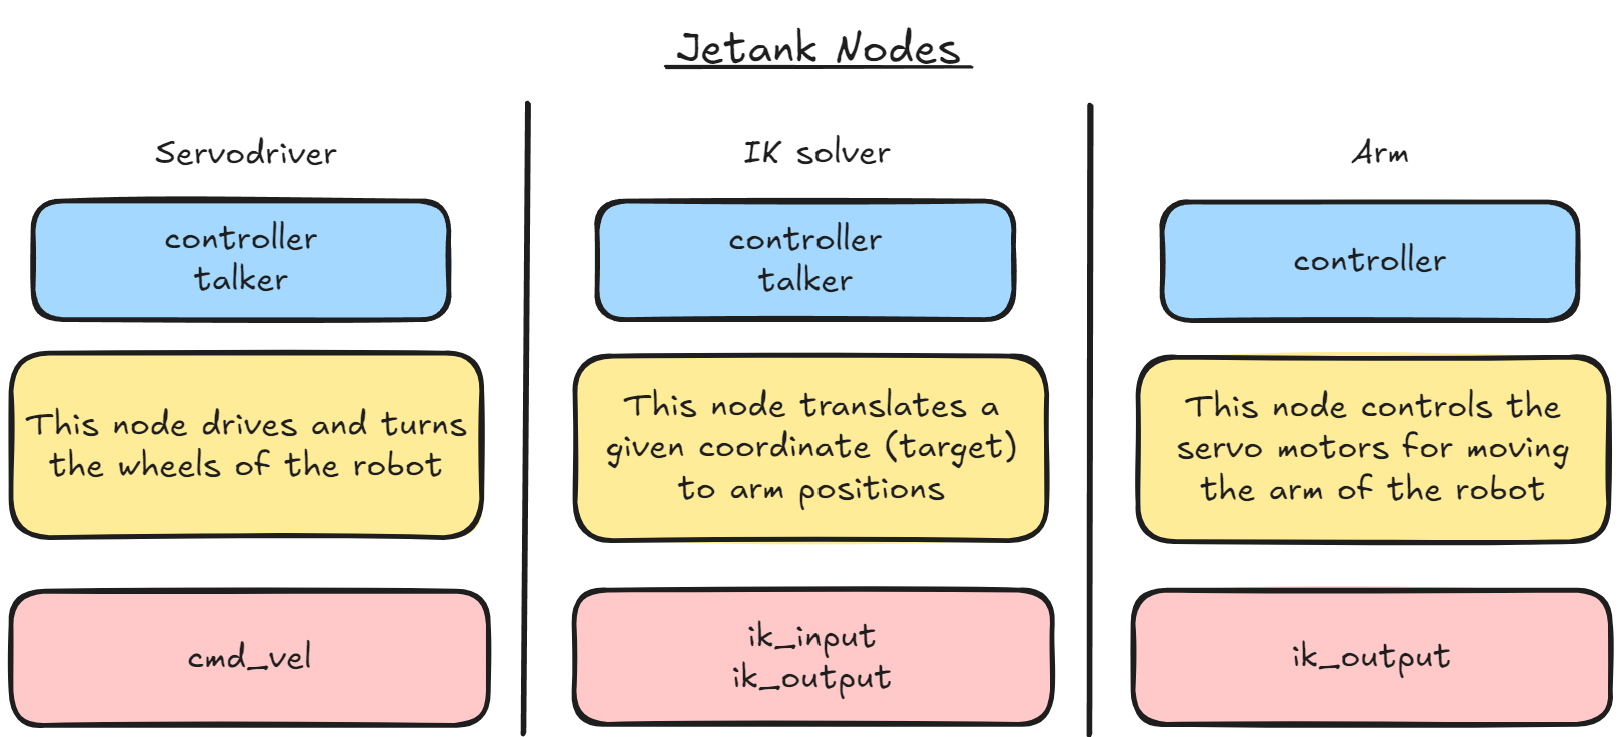 Jetank Nodes
Servodriver
controller
talker
This node drives and turns
the wheels of the robot
cmd_vel
IK solver
controller
talker
This node translates a
given coordinate (target)
to arm positions
ik_input
ik_output
Arm
controller
This node controls the
servo motors for moving
the arm of the robot
ik_output